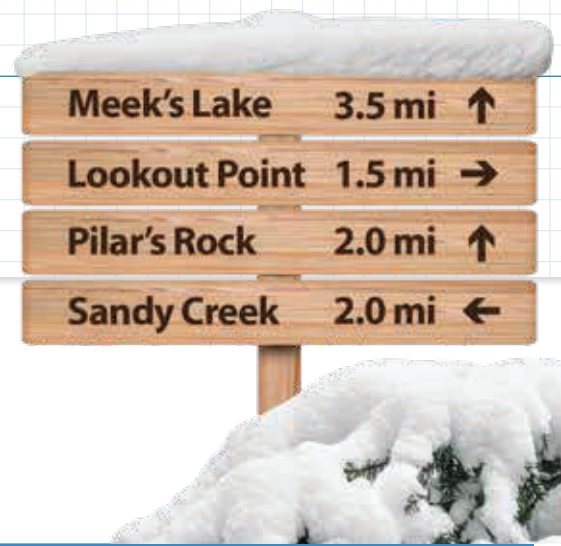 Meek's Lake 3.5 mi ↑
Lookout Point 1.5 mi →
Pilar's Rock 2.0 mi ↑
Sandy Creek 2.0 mi ←